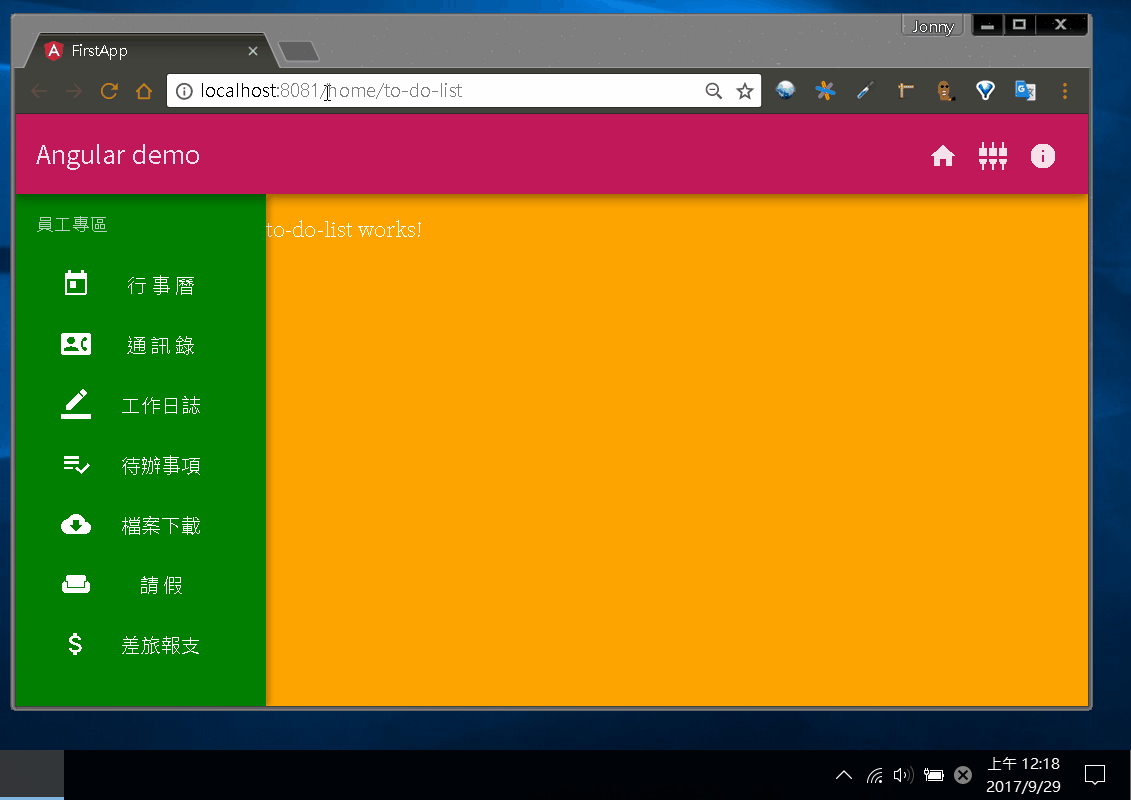 Jonny
FirstApp
localhost:8081/home/to-do-list
Angular demo
員工專區
to-do-list works!
行事曆
通訊錄
工作日誌
待辦事項
檔案下載
請假
差旅報支
上午 12:18
2017/9/29